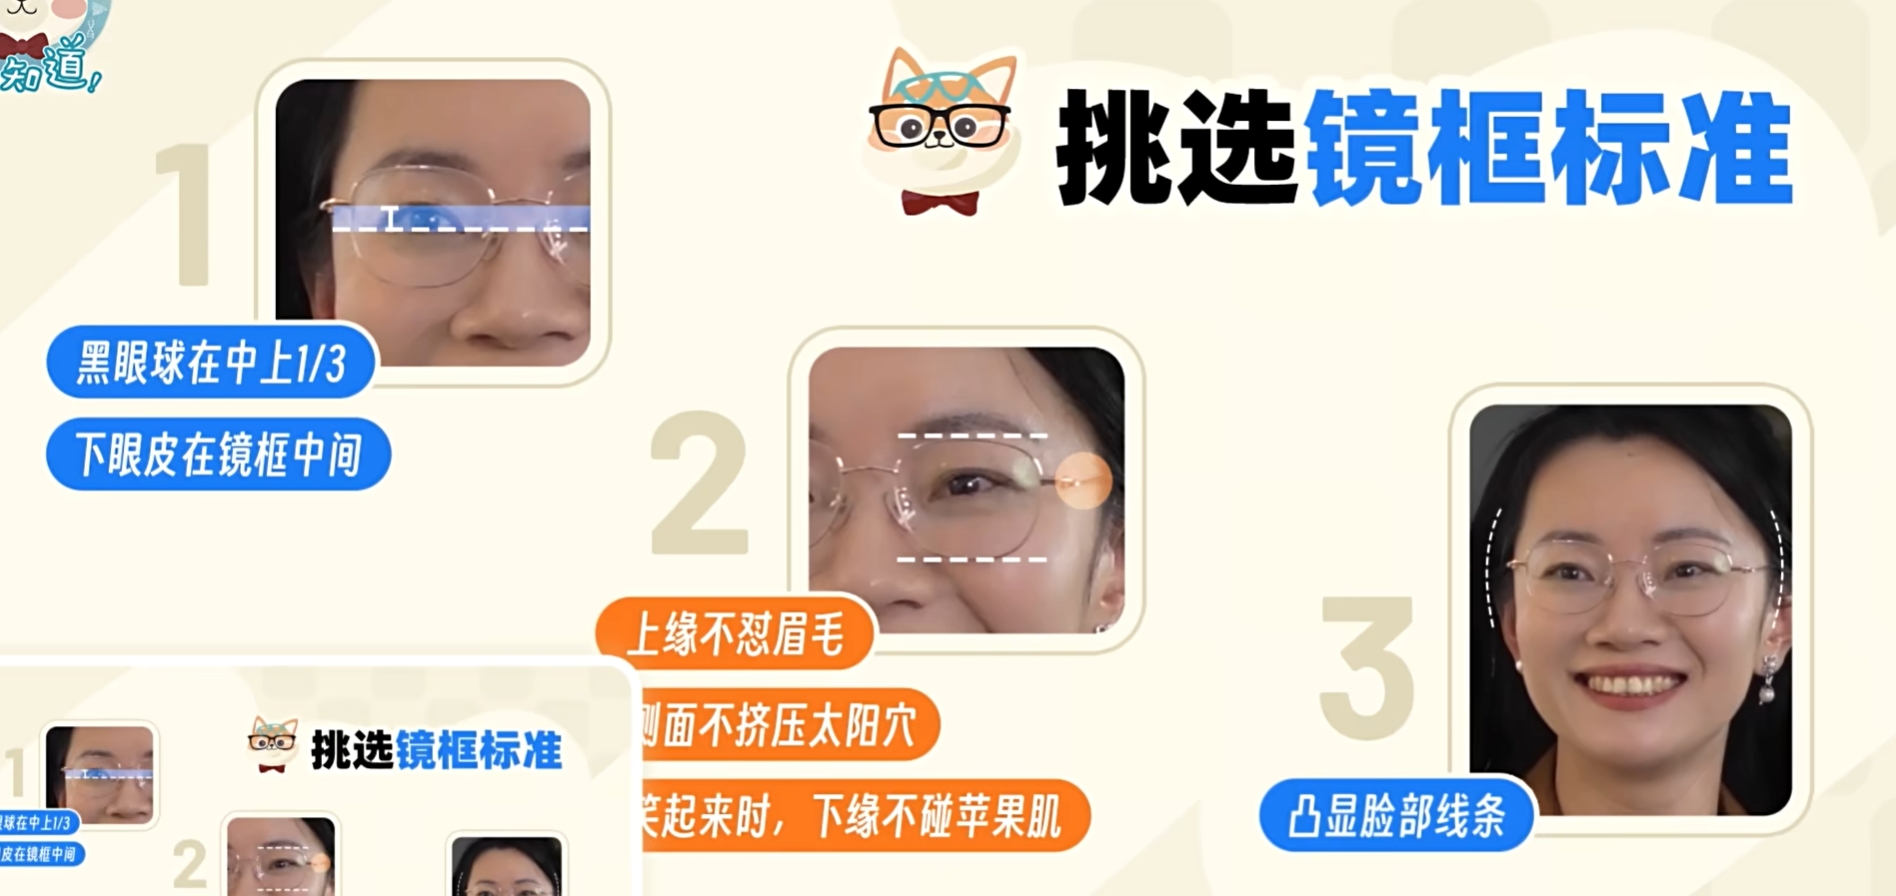 知道!
挑选镜框标准
1
黑眼球在中上1/3
下眼皮在镜框中间
2
上缘不怼眉毛
侧面不挤压太阳穴
笑起来时，下缘不碰苹果肌
3
凸显脸部线条
挑选镜框标准
1
眼球在中上1/3
皮在镜框中间
2